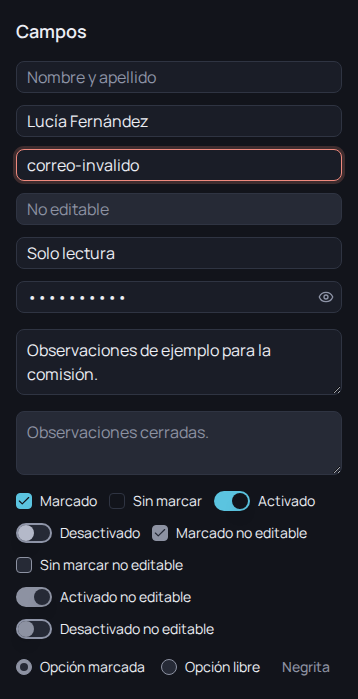 Campos
Nombre y apellido
Lucía Fernández
correo-invalido
No editable
Solo lectura
••••••••••
Observaciones de ejemplo para la
comisión.
Observaciones cerradas.
Marcado Sin marcar Activado
Desactivado Marcado no editable
Sin marcar no editable
Activado no editable
Desactivado no editable
Opción marcada Opción libre Negrita